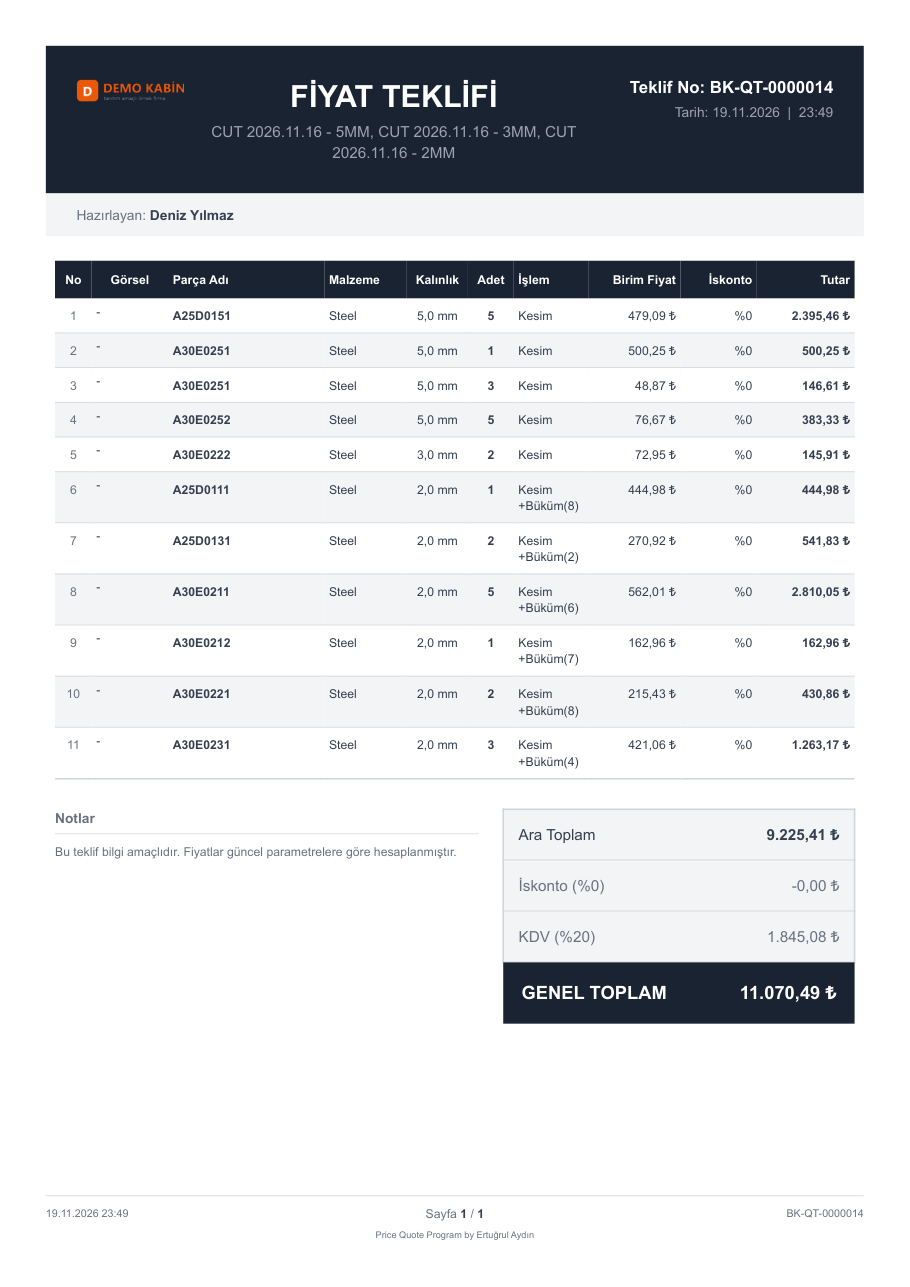 D DEMO KABİN
FİYAT TEKLİFİ
CUT 2026.11.16 - 5MM, CUT 2026.11.16 - 3MM, CUT
2026.11.16 - 2MM
Teklif No: BK-QT-0000014
Tarih: 19.11.2026 | 23:49
Hazırlayan: Deniz Yılmaz
No Görsel Parça Adı Malzeme Kalınlık Adet İşlem Birim Fiyat İskonto Tutar
1 - A25D0151 Steel 5,0 mm 5 Kesim 479,09 ₺ %0 2.395,46 ₺
2 - A30E0251 Steel 5,0 mm 1 Kesim 500,25 ₺ %0 500,25 ₺
3 - A30E0251 Steel 5,0 mm 3 Kesim 48,87 ₺ %0 146,61 ₺
4 - A30E0252 Steel 5,0 mm 5 Kesim 76,67 ₺ %0 383,33 ₺
5 - A30E0222 Steel 3,0 mm 2 Kesim 72,95 ₺ %0 145,91 ₺
6 - A25D0111 Steel 2,0 mm 1 Kesim 444,98 ₺ %0 444,98 ₺
+Büküm(8)
7 - A25D0131 Steel 2,0 mm 2 Kesim 270,92 ₺ %0 541,83 ₺
+Büküm(2)
8 - A30E0211 Steel 2,0 mm 5 Kesim 562,01 ₺ %0 2.810,05 ₺
+Büküm(6)
9 - A30E0212 Steel 2,0 mm 1 Kesim 162,96 ₺ %0 162,96 ₺
+Büküm(7)
10 - A30E0221 Steel 2,0 mm 2 Kesim 215,43 ₺ %0 430,86 ₺
+Büküm(8)
11 - A30E0231 Steel 2,0 mm 3 Kesim 421,06 ₺ %0 1.263,17 ₺
+Büküm(4)
Notlar
Bu teklif bilgi amaçlıdır. Fiyatlar güncel parametrelere göre hesaplanmıştır.
Ara Toplam 9.225,41 ₺
İskonto (%0) -0,00 ₺
KDV (%20) 1.845,08 ₺
GENEL TOPLAM 11.070,49 ₺
19.11.2026 23:49 Sayfa 1 / 1 BK-QT-0000014
Price Quote Program by Ertuğrul Aydın